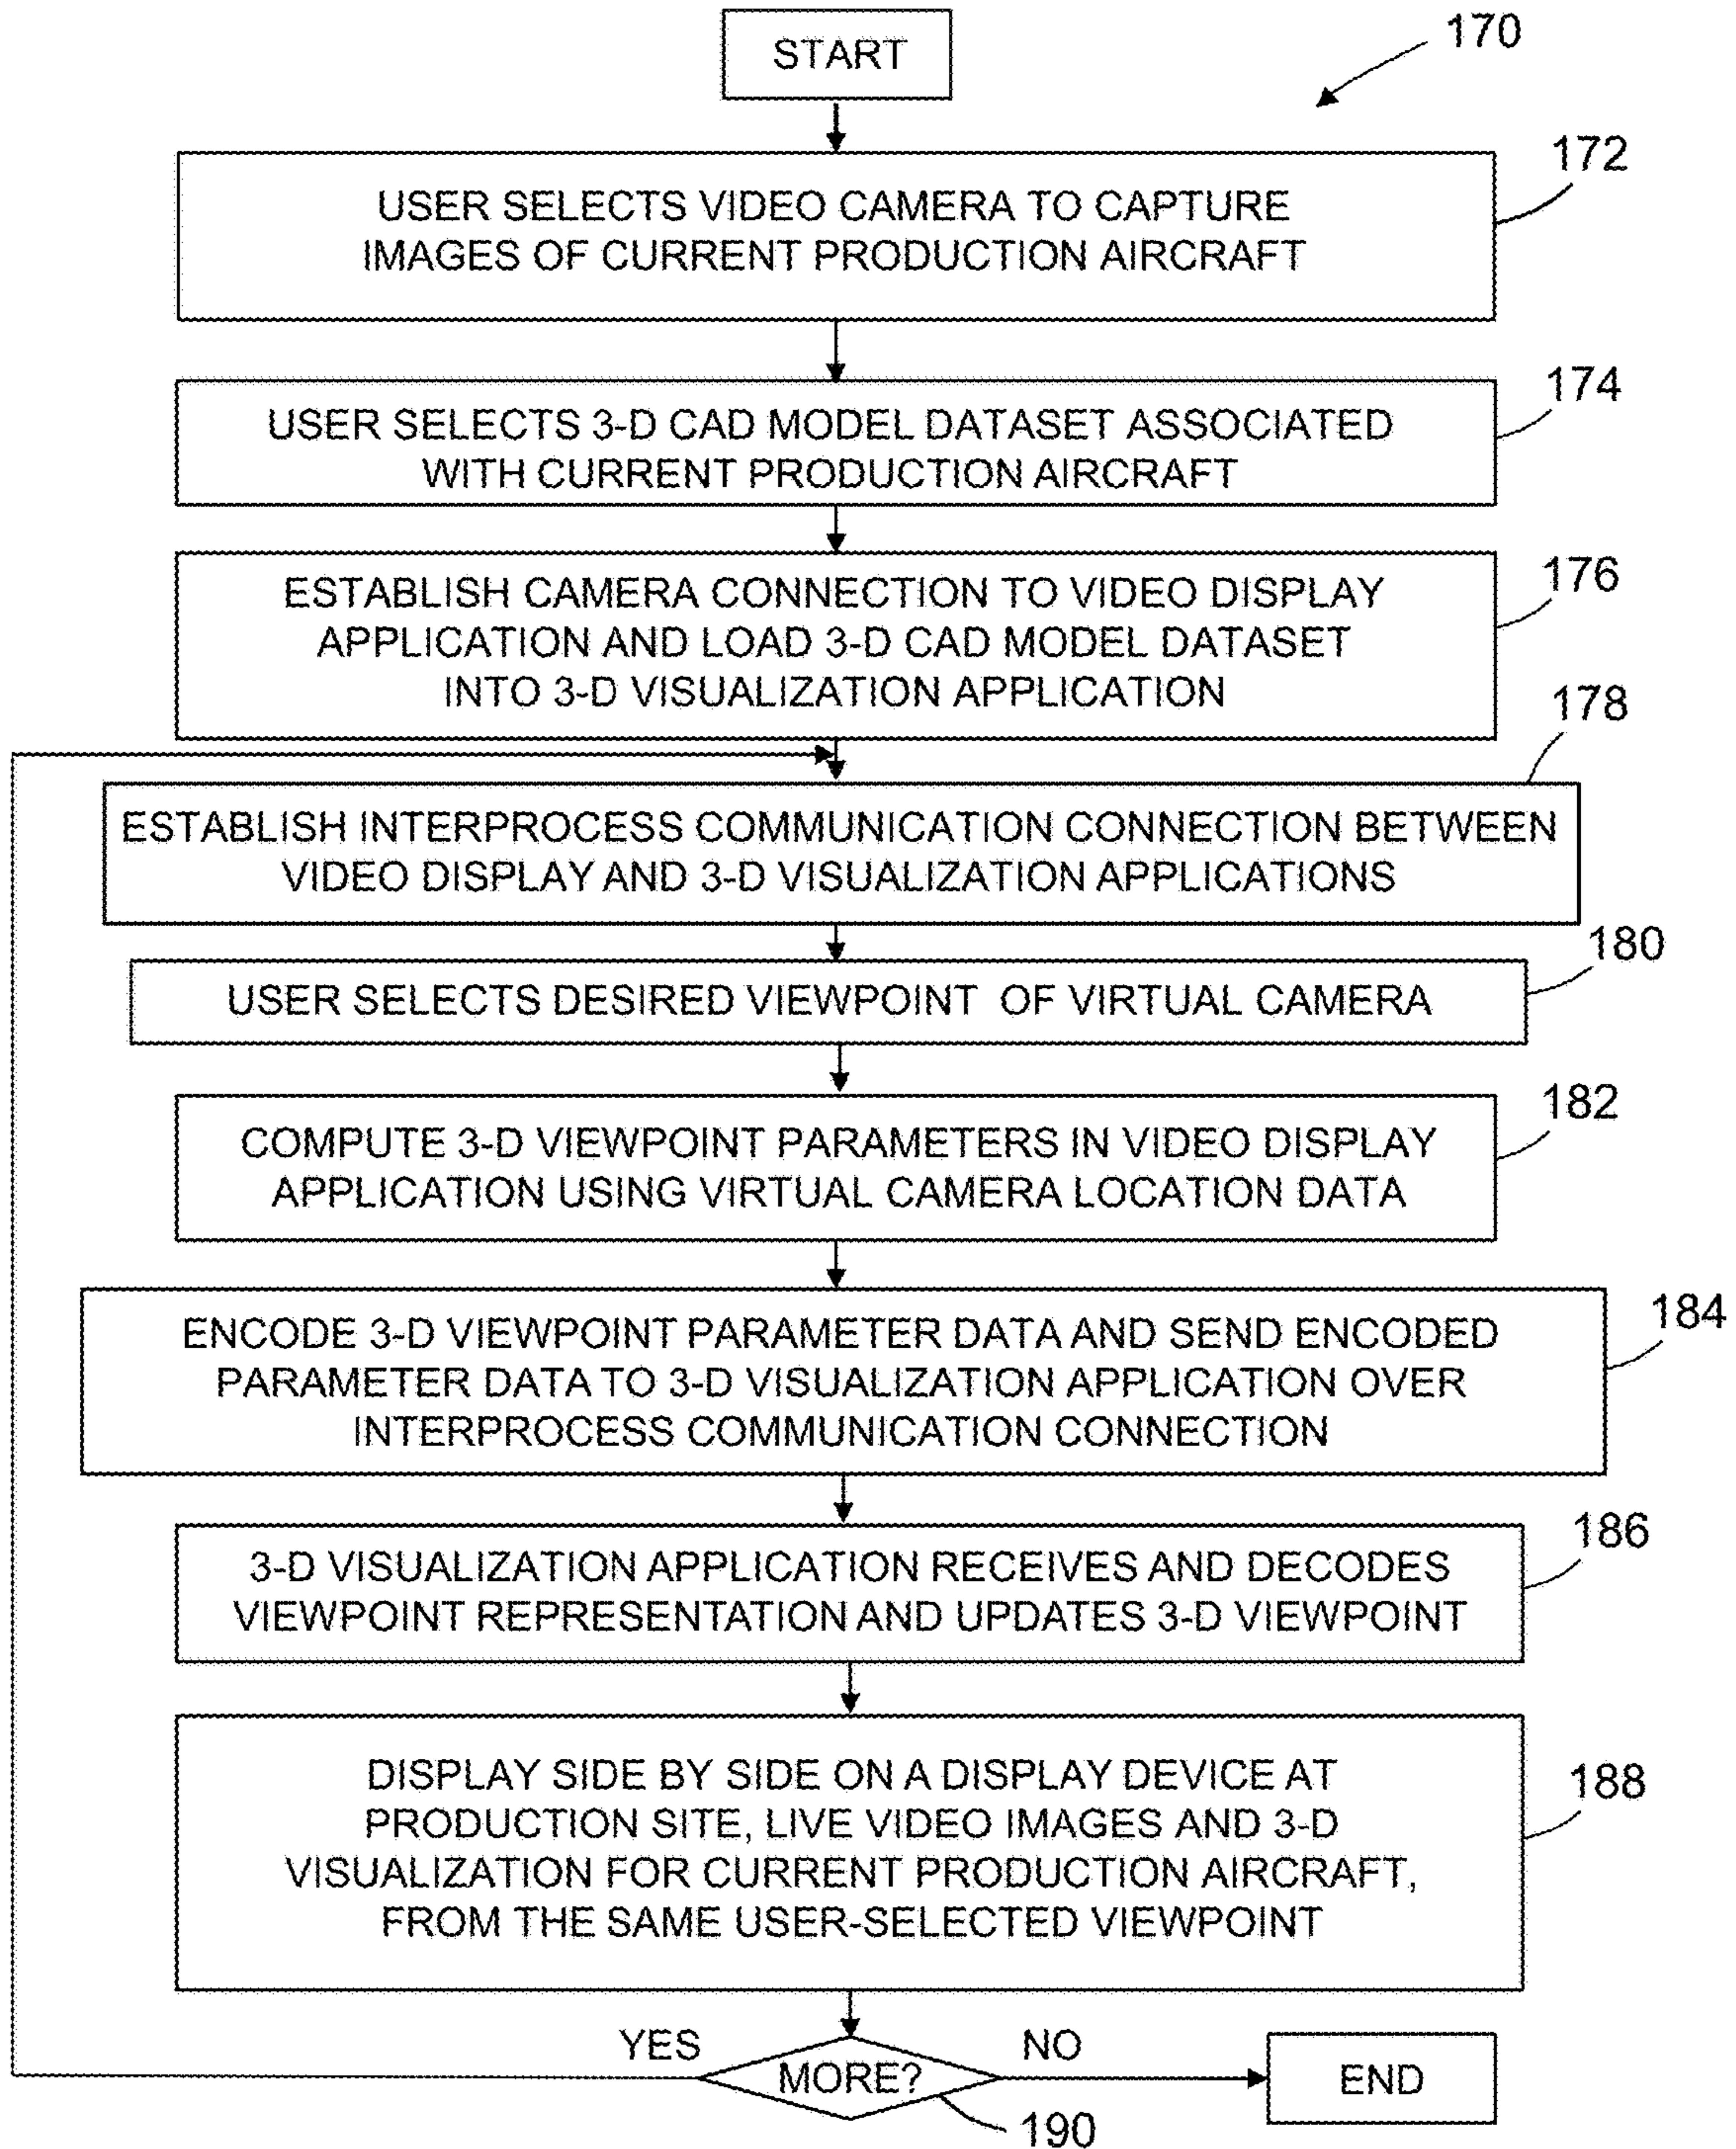 START
170
172
USER SELECTS VIDEO CAMERA TO CAPTURE
IMAGES OF CURRENT PRODUCTION AIRCRAFT
174
USER SELECTS 3-D CAD MODEL DATASET ASSOCIATED
WITH CURRENT PRODUCTION AIRCRAFT
176
ESTABLISH CAMERA CONNECTION TO VIDEO DISPLAY
APPLICATION AND LOAD 3-D CAD MODEL DATASET
INTO 3-D VISUALIZATION APPLICATION
178
ESTABLISH INTERPROCESS COMMUNICATION CONNECTION BETWEEN
VIDEO DISPLAY AND 3-D VISUALIZATION APPLICATIONS
180
USER SELECTS DESIRED VIEWPOINT OF VIRTUAL CAMERA
182
COMPUTE 3-D VIEWPOINT PARAMETERS IN VIDEO DISPLAY
APPLICATION USING VIRTUAL CAMERA LOCATION DATA
184
ENCODE 3-D VIEWPOINT PARAMETER DATA AND SEND ENCODED
PARAMETER DATA TO 3-D VISUALIZATION APPLICATION OVER
INTERPROCESS COMMUNICATION CONNECTION
186
3-D VISUALIZATION APPLICATION RECEIVES AND DECODES
VIEWPOINT REPRESENTATION AND UPDATES 3-D VIEWPOINT
188
DISPLAY SIDE BY SIDE ON A DISPLAY DEVICE AT
PRODUCTION SITE, LIVE VIDEO IMAGES AND 3-D
VISUALIZATION FOR CURRENT PRODUCTION AIRCRAFT,
FROM THE SAME USER-SELECTED VIEWPOINT
YES
MORE?
NO
END
190